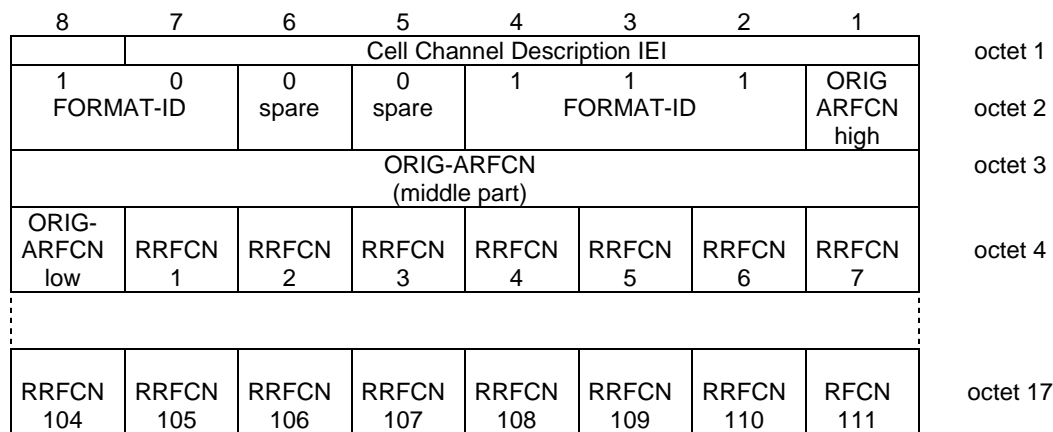 8 7 6 5 4 3 2 1
Cell Channel Description IEI octet 1
1 0 0 0 1 1 1 ORIG
FORMAT-ID spare spare FORMAT-ID ARFCN octet 2
high
ORIG-ARFCN octet 3
(middle part)
ORIG-
ARFCN RRFCN RRFCN RRFCN RRFCN RRFCN RRFCN RRFCN octet 4
low 1 2 3 4 5 6 7
RRFCN RRFCN RRFCN RRFCN RRFCN RRFCN RRFCN RFCN octet 17
104 105 106 107 108 109 110 111